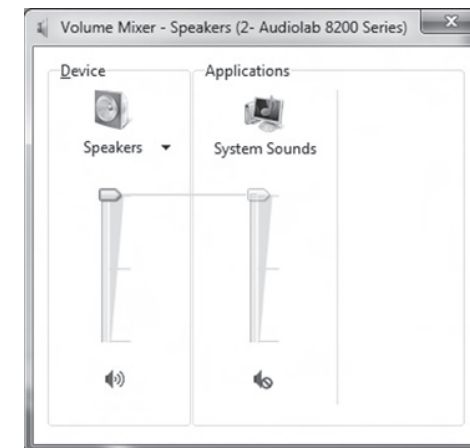 Volume Mixer - Speakers (2- Audiolab 8200 Series)
Device
Applications
Speakers
System Sounds